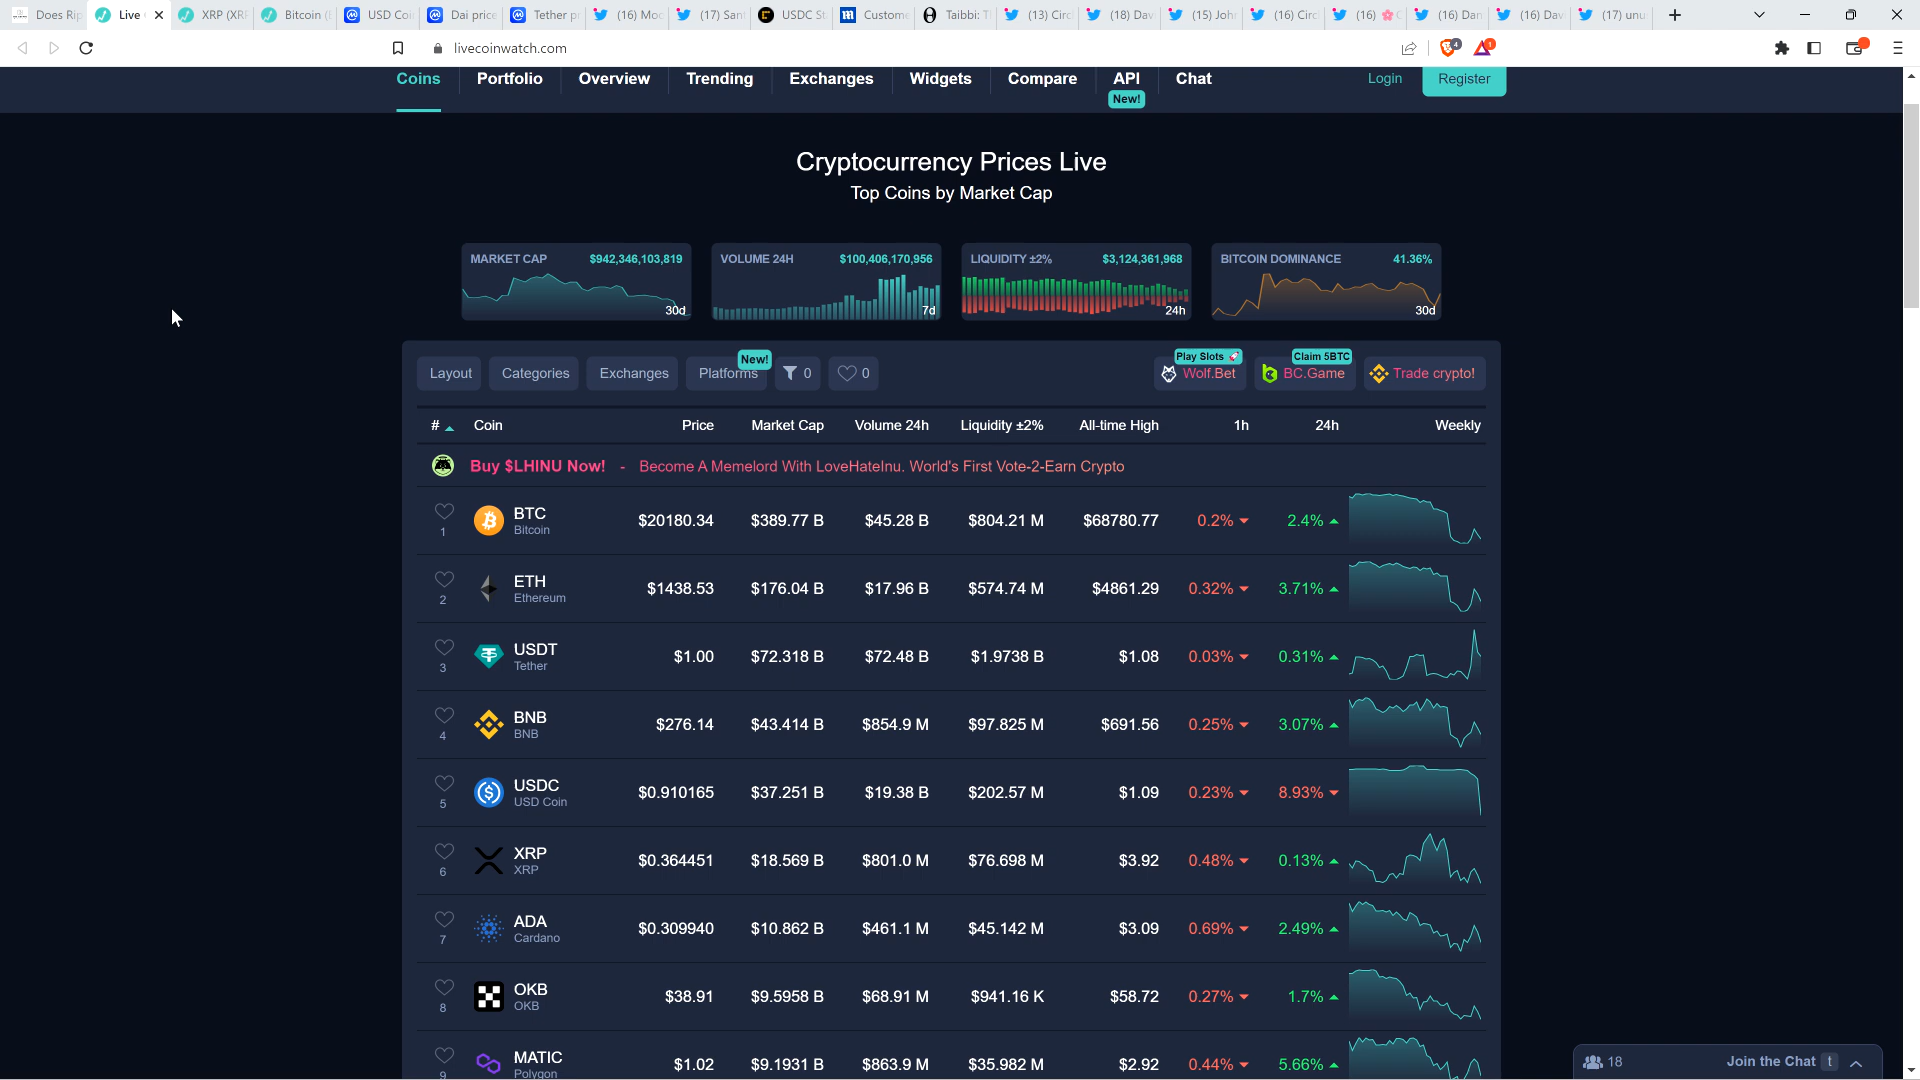 Does Rip
Live
XRP (XRP
Bitcoin (
USD Coi
Dai price
Tether pr
(16) Moo
(17) Sant
USDC St
Custome
Taibbi: T
(13) Circ
(18) Dav
(15) John
(16) Circ
(16)
(16) Dan
(16) Dav
(17) unu
livecoinwatch.com
4
1
Coins Portfolio Overview Trending Exchanges Widgets Compare API Chat Login Register
New!
Cryptocurrency Prices Live
Top Coins by Market Cap
MARKET CAP $942,346,103,819
30d
VOLUME 24H $100,406,170,956
7d
LIQUIDITY ±2% $3,124,361,968
24h
BITCOIN DOMINANCE 41.36%
30d
Layout Categories Exchanges Platforms New! 0 0
Play Slots Wolf.Bet
Claim 5BTC BC.Game
Trade crypto!
# Coin Price Market Cap Volume 24h Liquidity ±2% All-time High 1h 24h Weekly
Buy $LHINU Now! - Become A Memelord With LoveHateInu. World's First Vote-2-Earn Crypto
1 BTC $20180.34 $389.77 B $45.28 B $804.21 M $68780.77 0.2% 2.4%
Bitcoin
2 ETH $1438.53 $176.04 B $17.96 B $574.74 M $4861.29 0.32% 3.71%
Ethereum
3 USDT $1.00 $72.318 B $72.48 B $1.9738 B $1.08 0.03% 0.31%
Tether
4 BNB $276.14 $43.414 B $854.9 M $97.825 M $691.56 0.25% 3.07%
BNB
5 USDC $0.910165 $37.251 B $19.38 B $202.57 M $1.09 0.23% 8.93%
USD Coin
6 XRP $0.364451 $18.569 B $801.0 M $76.698 M $3.92 0.48% 0.13%
XRP
7 ADA $0.309940 $10.862 B $461.1 M $45.142 M $3.09 0.69% 2.49%
Cardano
8 OKB $38.91 $9.5958 B $68.91 M $941.16 K $58.72 0.27% 1.7%
OKB
9 MATIC $1.02 $9.1931 B $863.9 M $35.982 M $2.92 0.44% 5.66%
Polygon
18 Join the Chat t